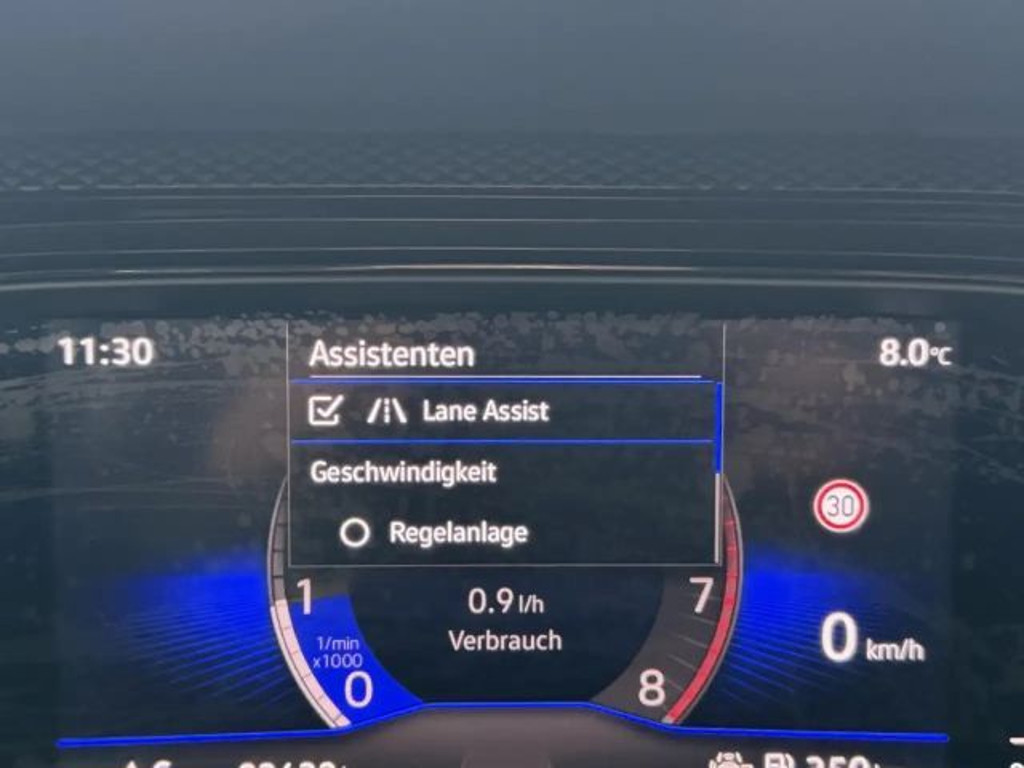 11:30
Assistenten
8.0°C
Lane Assist
Geschwindigkeit
30
Regelanlage
1
0.9 l/h
7
Verbrauch
1/min
x1000
0 km/h
0
8